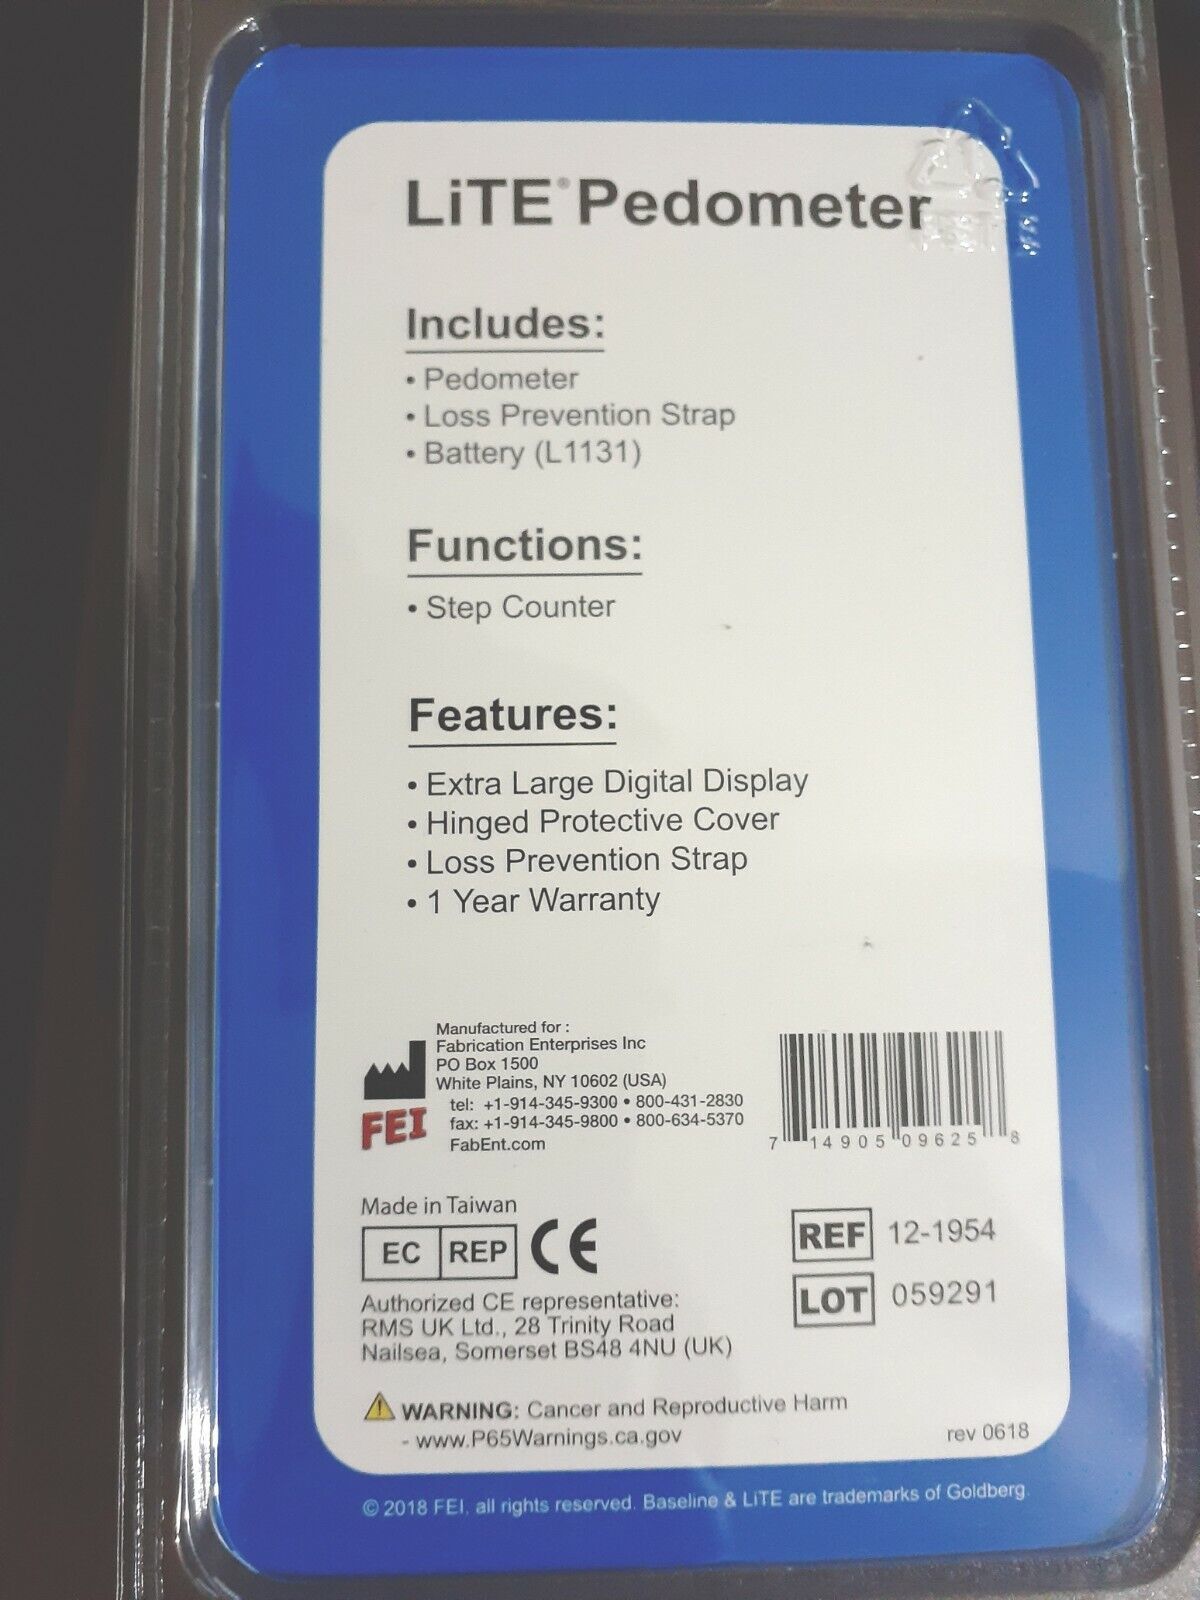 LiTE® Pedometer
Includes:
• Pedometer
• Loss Prevention Strap
• Battery (L1131)
Functions:
• Step Counter
Features:
• Extra Large Digital Display
• Hinged Protective Cover
• Loss Prevention Strap
• 1 Year Warranty
Manufactured for :
Fabrication Enterprises Inc
PO Box 1500
White Plains, NY 10602 (USA)
tel: +1-914-345-9300 • 800-431-2830
fax: +1-914-345-9800 • 800-634-5370
FabEnt.com
FEI
7 14905 09625 8
Made in Taiwan
EC REP CE
Authorized CE representative:
RMS UK Ltd., 28 Trinity Road
Nailsea, Somerset BS48 4NU (UK)
REF 12-1954
LOT 059291
WARNING: Cancer and Reproductive Harm
- www.P65Warnings.ca.gov
rev 0618
© 2018 FEI, all rights reserved. Baseline & LiTE are trademarks of Goldberg.